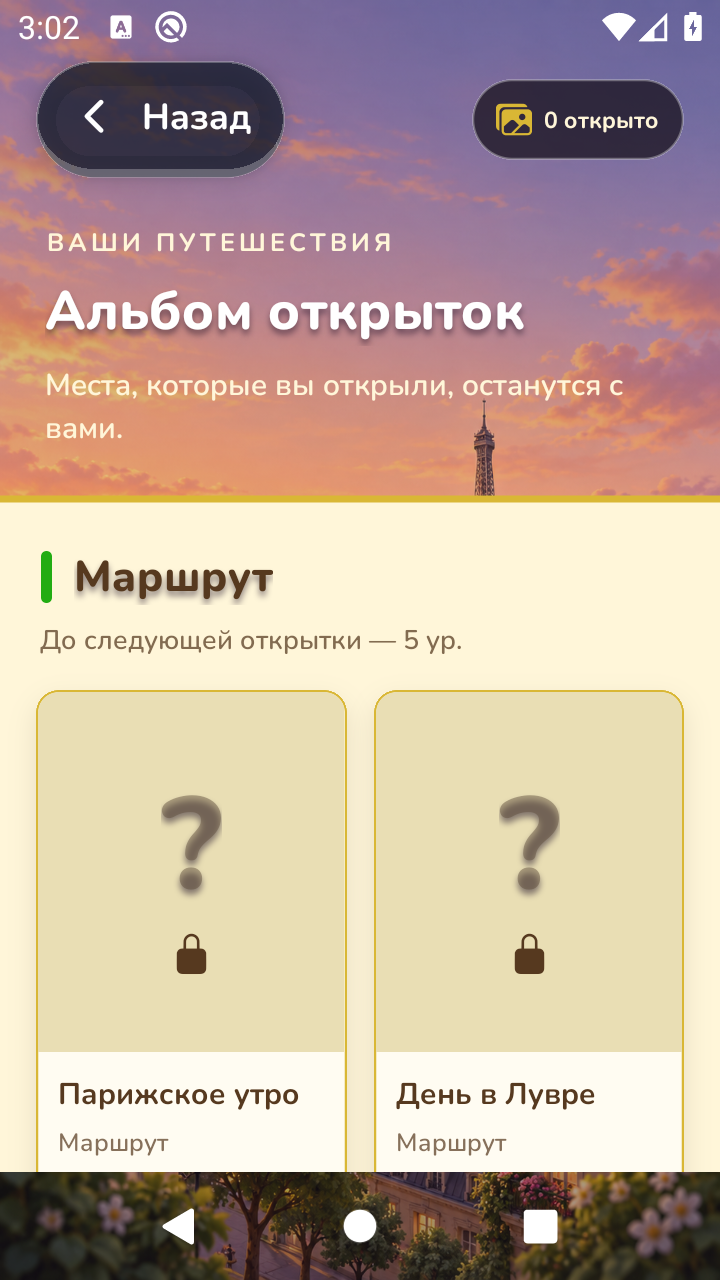 3:02
A
Назад
0 открыто
ВАШИ ПУТЕШЕСТВИЯ
Альбом открыток
Места, которые вы открыли, останутся с
вами.
Маршрут
До следующей открытки — 5 ур.
?
?
Парижское утро
День в Лувре
Маршрут
Маршрут